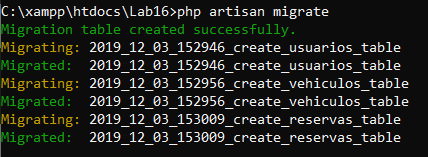 C:\xampp\htdocs\Lab16>php artisan migrate
Migration table created successfully.
Migrating: 2019_12_03_152946_create_usuarios_table
Migrated:  2019_12_03_152946_create_usuarios_table
Migrating: 2019_12_03_152956_create_vehiculos_table
Migrated:  2019_12_03_152956_create_vehiculos_table
Migrating: 2019_12_03_153009_create_reservas_table
Migrated:  2019_12_03_153009_create_reservas_table